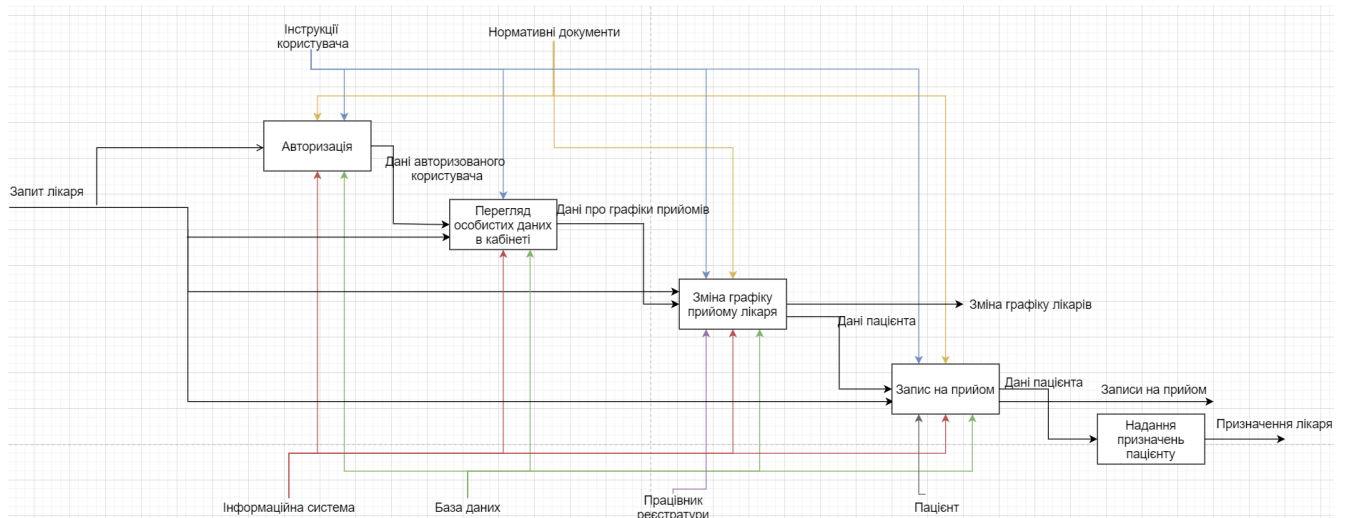 Інструкції
користувача
Нормативні документи
Авторизація
Дані авторизованого
користувача
Запит лікаря
Перегляд
особистих даних
в кабінеті
Дані про графіки прийомів
Зміна графіку
прийому лікаря
Зміна графіку лікарів
Дані пацієнта
Запис на прийом
Дані пацієнта
Записи на прийом
Надання
призначень
пацієнту
Призначення лікаря
Інформаційна система
База даних
Працівник
реєстратури
Пацієнт